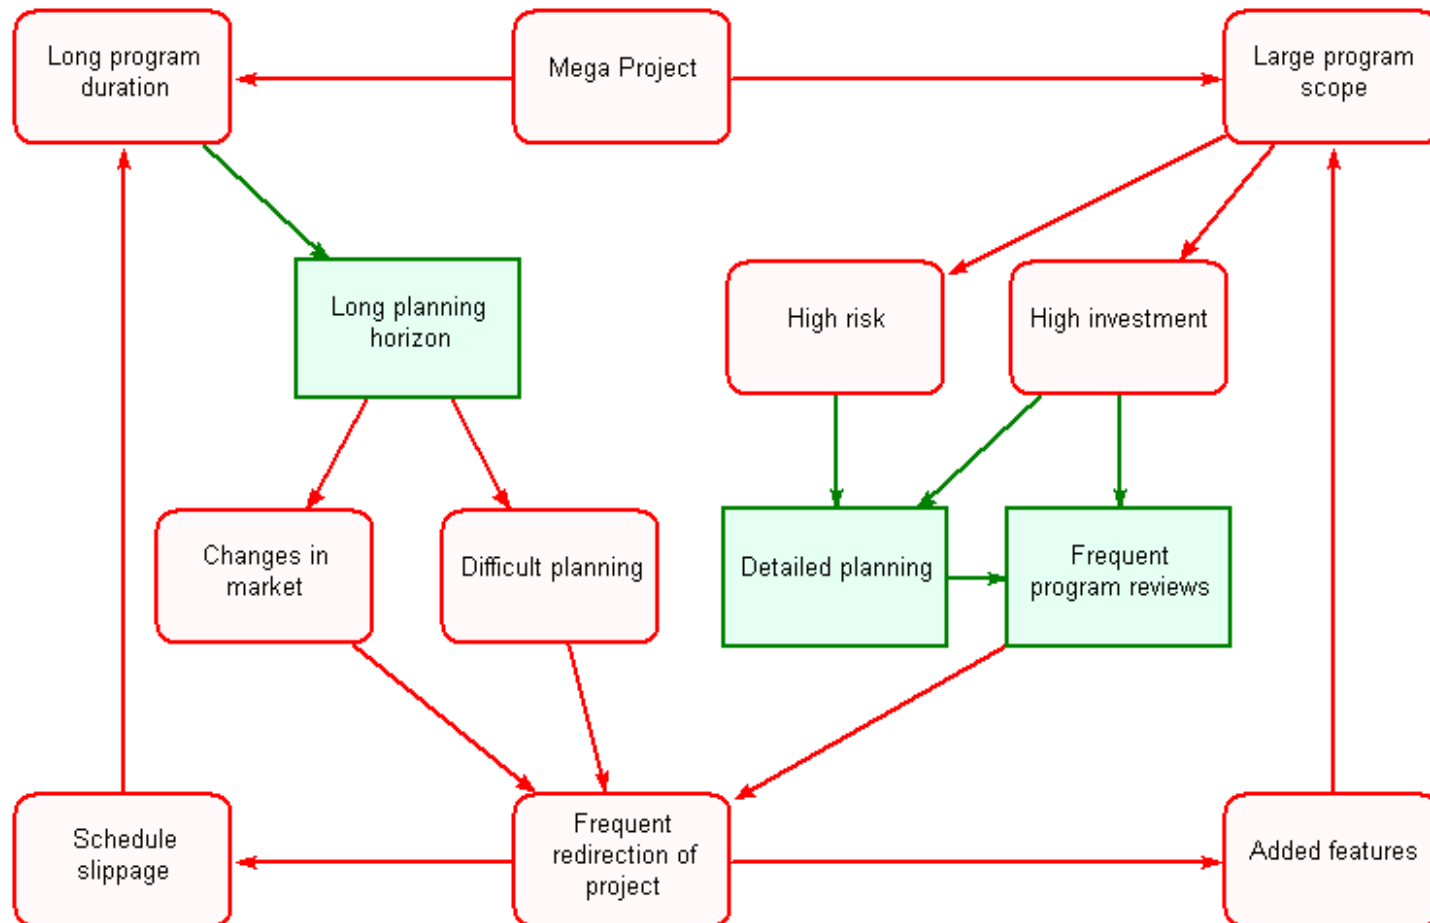 Long program
duration
Mega Project
Large program
scope
Long planning
horizon
High risk
High investment
Changes in
market
Difficult planning
Detailed planning
Frequent
program reviews
Schedule
slippage
Frequent
redirection of
project
Added features